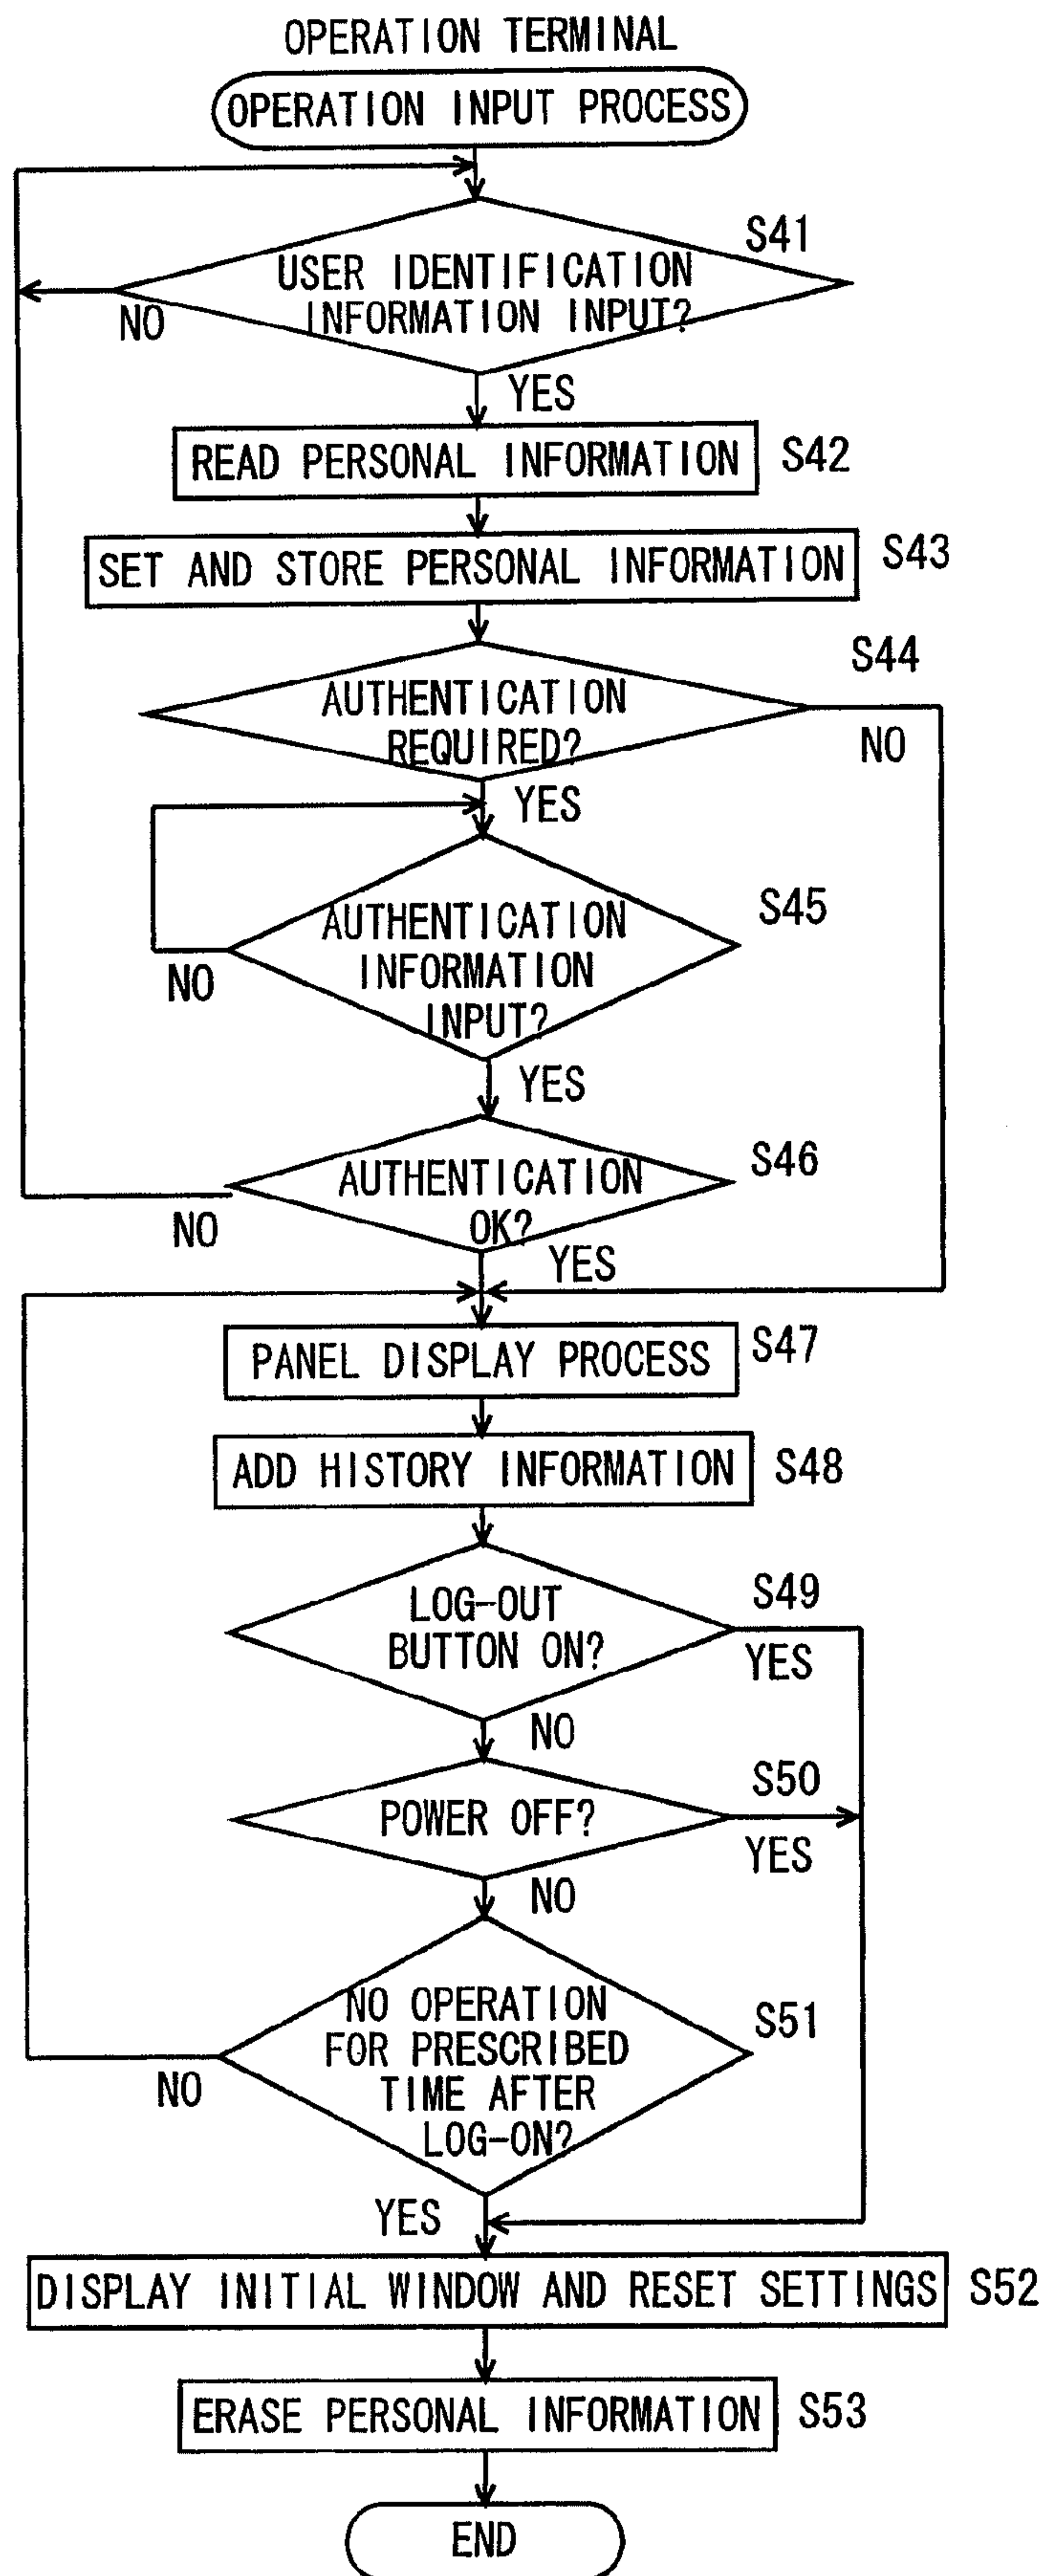 OPERATION TERMINAL
OPERATION INPUT PROCESS
S41
USER IDENTIFICATION
INFORMATION INPUT?
NO
YES
READ PERSONAL INFORMATION
S42
SET AND STORE PERSONAL INFORMATION
S43
S44
AUTHENTICATION
REQUIRED?
NO
YES
S45
AUTHENTICATION
INFORMATION
INPUT?
NO
YES
S46
AUTHENTICATION
OK?
NO
YES
PANEL DISPLAY PROCESS
S47
ADD HISTORY INFORMATION
S48
S49
LOG-OUT
BUTTON ON?
YES
NO
S50
POWER OFF?
YES
NO
NO OPERATION
FOR PRESCRIBED
TIME AFTER
LOG-ON?
S51
NO
YES
DISPLAY INITIAL WINDOW AND RESET SETTINGS
S52
ERASE PERSONAL INFORMATION
S53
END